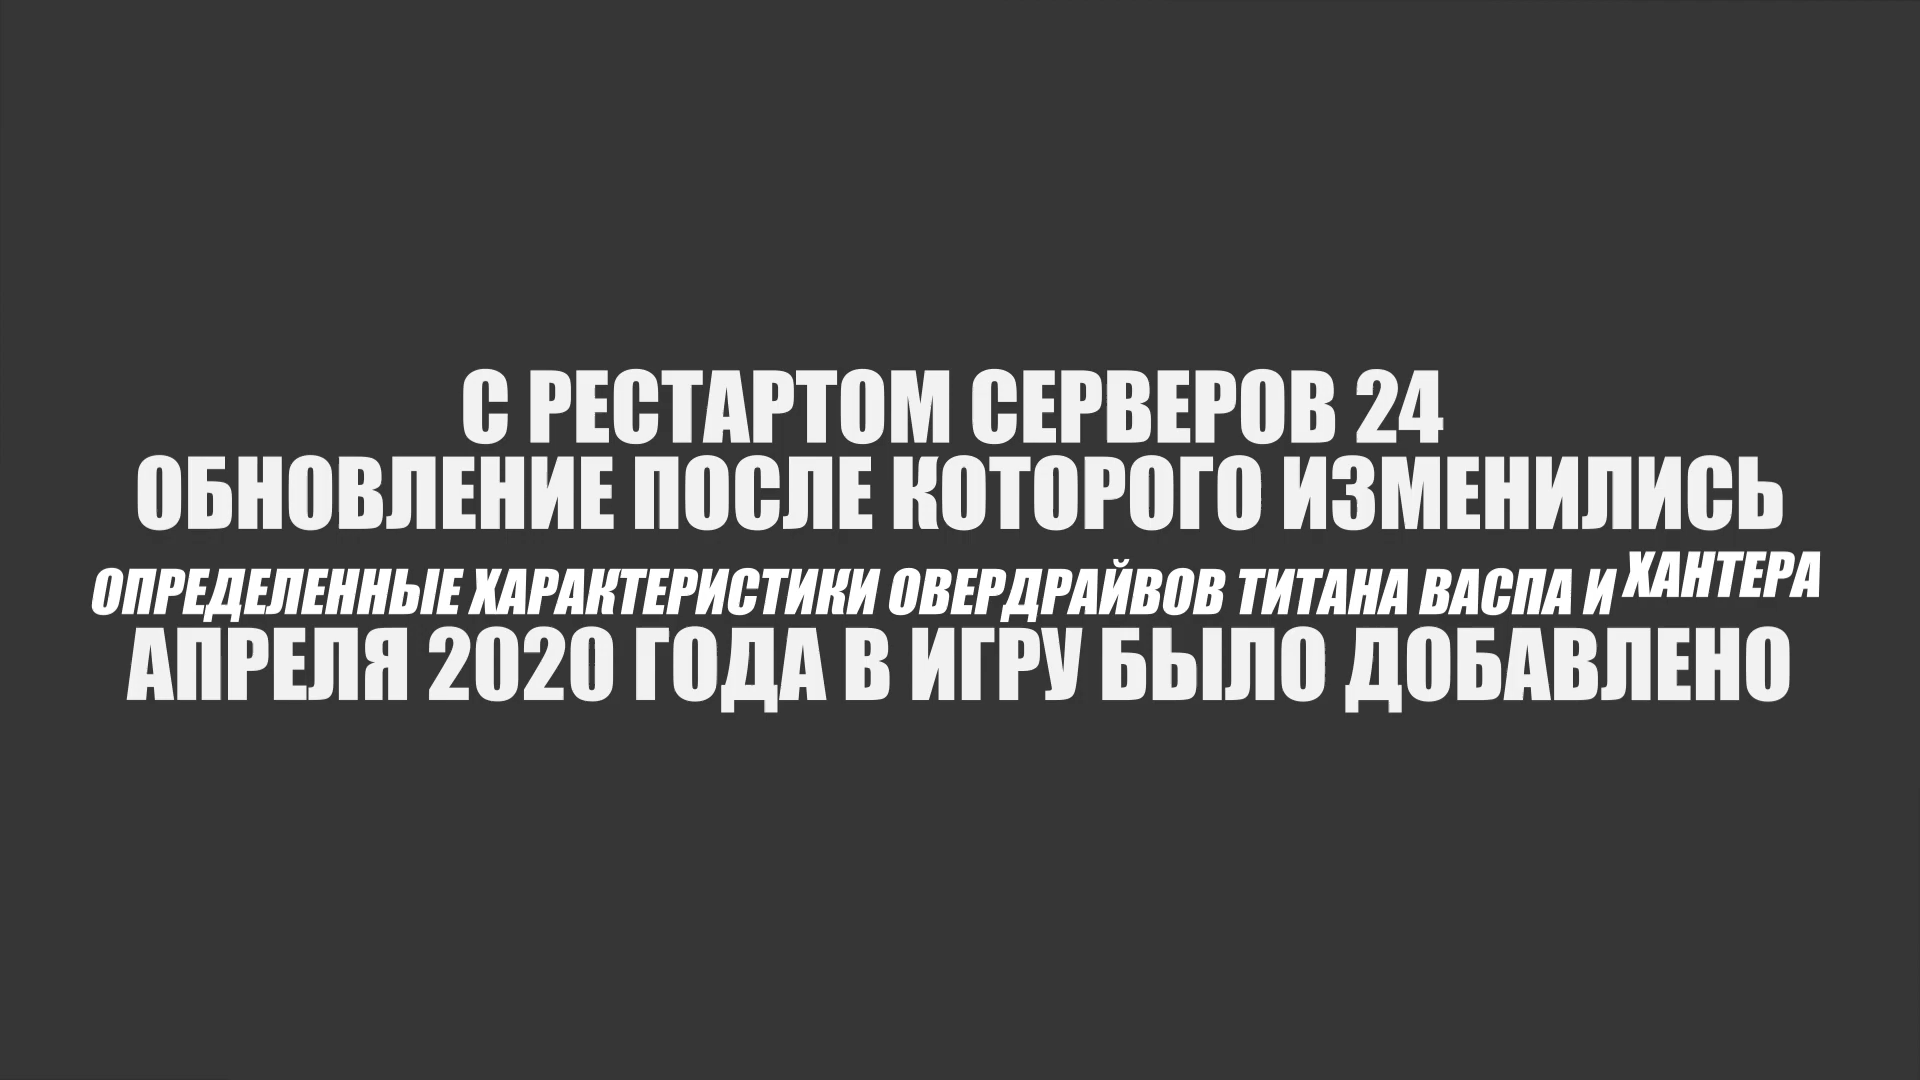 С РЕСТАРТОМ СЕРВЕРОВ 24
ОБНОВЛЕНИЕ ПОСЛЕ КОТОРОГО ИЗМЕНИЛИСЬ
ОПРЕДЕЛЕННЫЕ ХАРАКТЕРИСТИКИ ОВЕРДРАЙВОВ ТИТАНА ВАСПА И ХАНТЕРА
АПРЕЛЯ 2020 ГОДА В ИГРУ БЫЛО ДОБАВЛЕНО